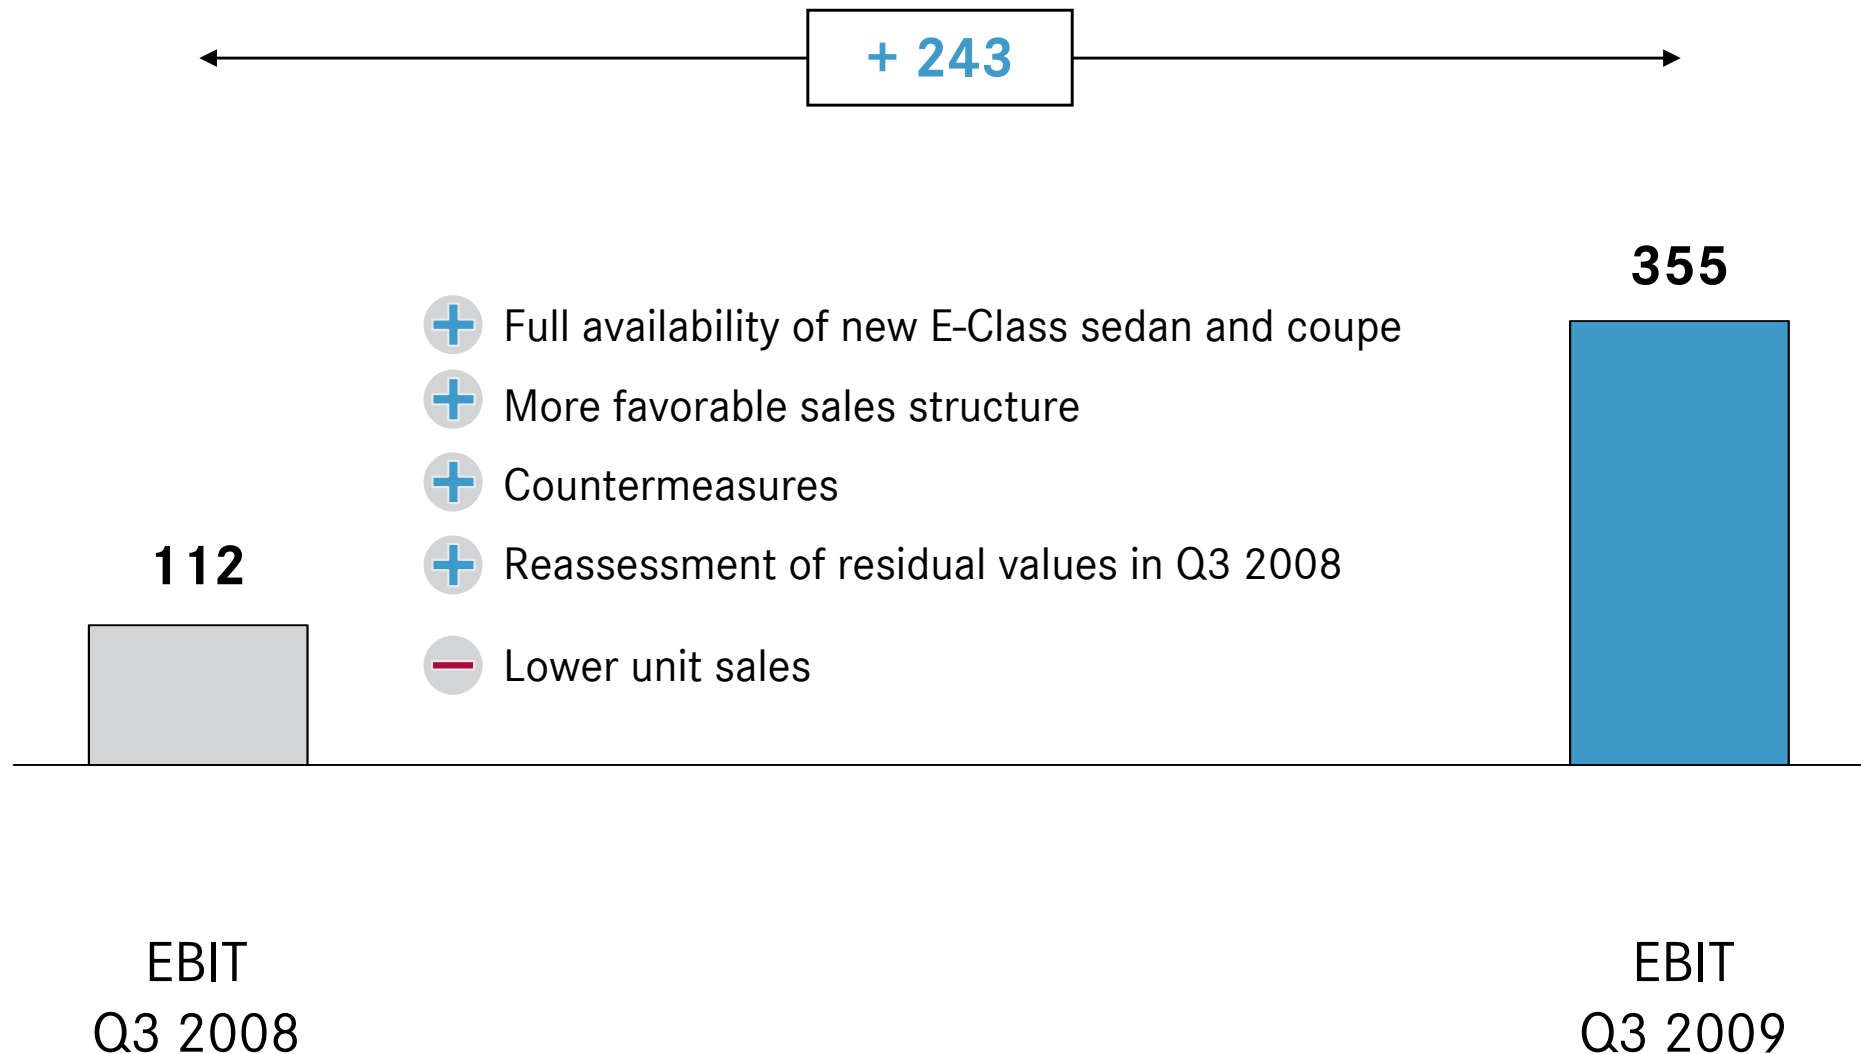 + 243
355
Full availability of new E-Class sedan and coupe
More favorable sales structure
Countermeasures
112
Reassessment of residual values in Q3 2008
Lower unit sales
EBIT
Q3 2008
EBIT
Q3 2009